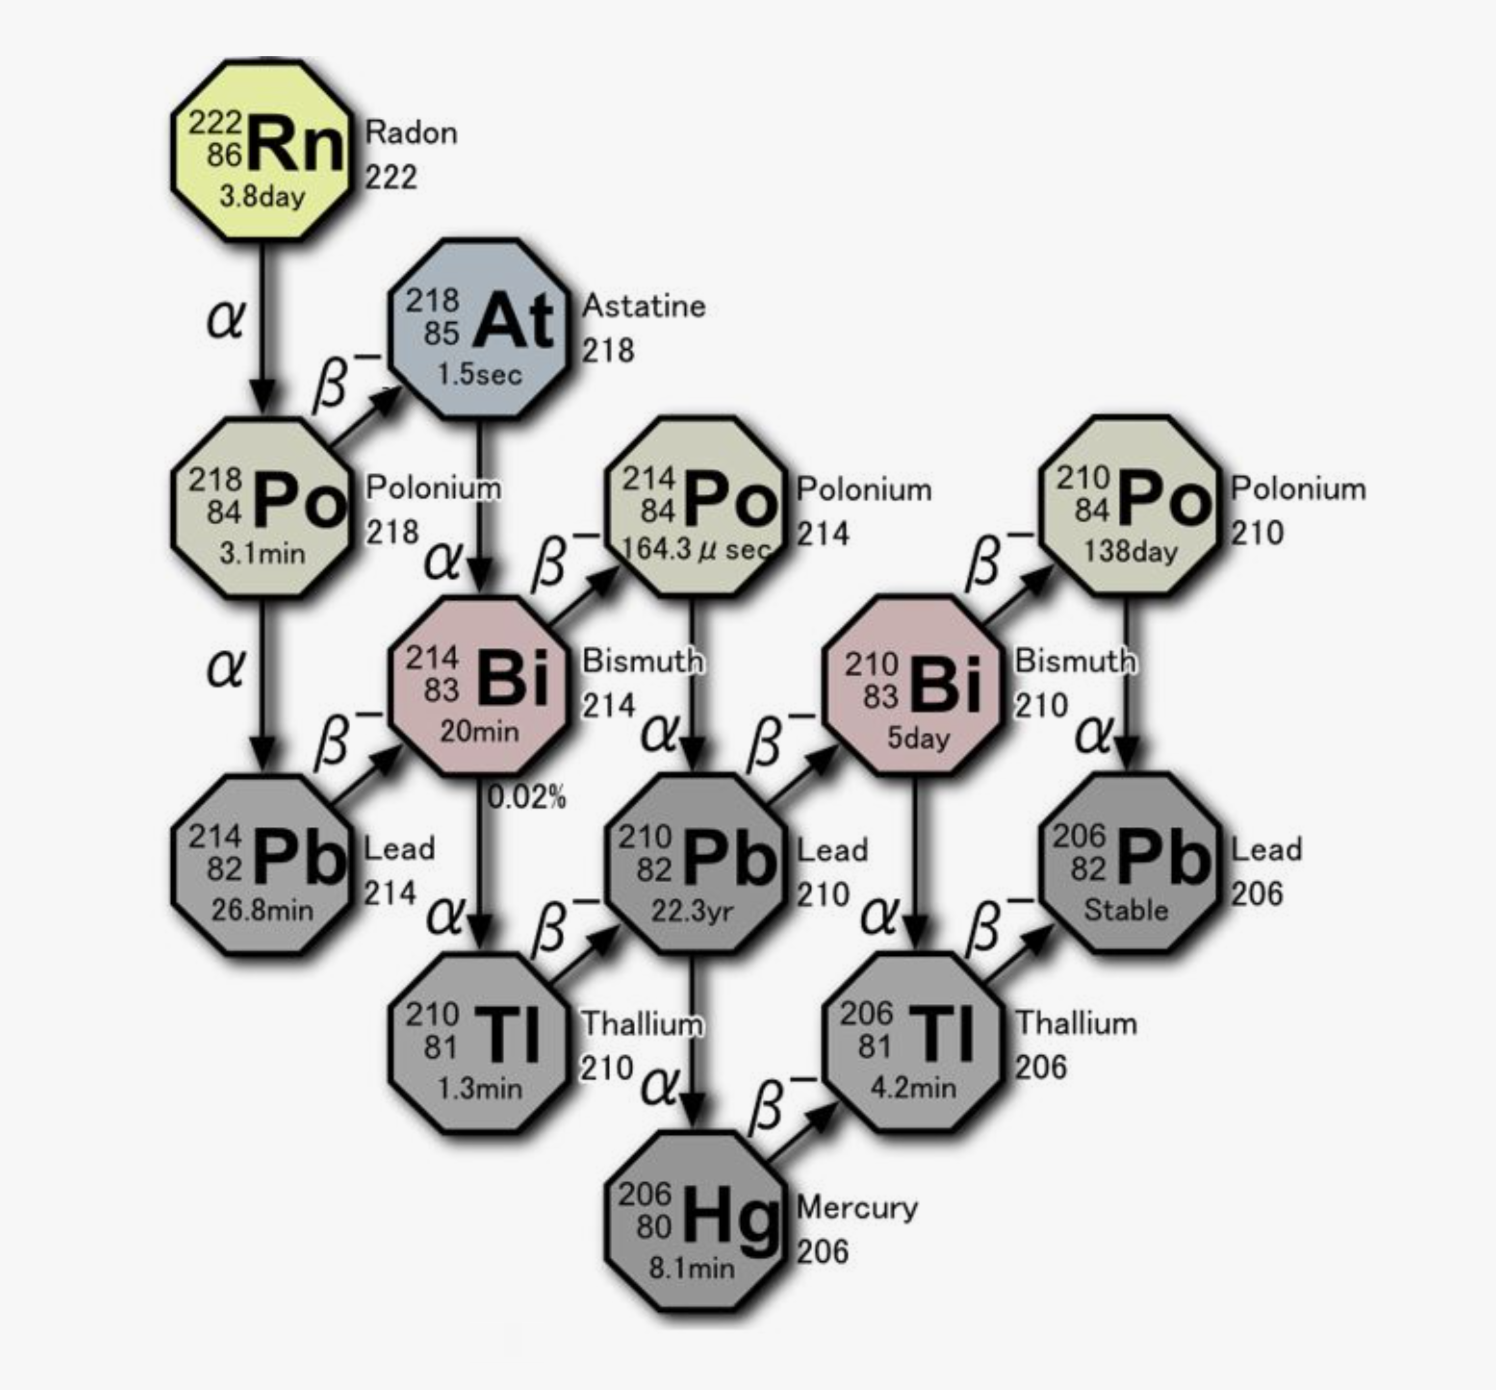 222
86
Rn
3.8day
Radon
222
α
218
85
At
1.5sec
Astatine
218
β−
218
84
Po
3.1min
Polonium
218
α
214
84
Po
164.3 μ sec
Polonium
214
β−
210
84
Po
138day
Polonium
210
β−
α
214
83
Bi
20min
Bismuth
214
β−
0.02%
α
210
83
Bi
5day
Bismuth
210
β−
α
214
82
Pb
26.8min
Lead
214
α
210
82
Pb
22.3yr
Lead
210
β−
α
206
82
Pb
Stable
Lead
206
β−
210
81
Tl
1.3min
Thallium
210
α
206
81
Tl
4.2min
Thallium
206
β−
206
80
Hg
8.1min
Mercury
206